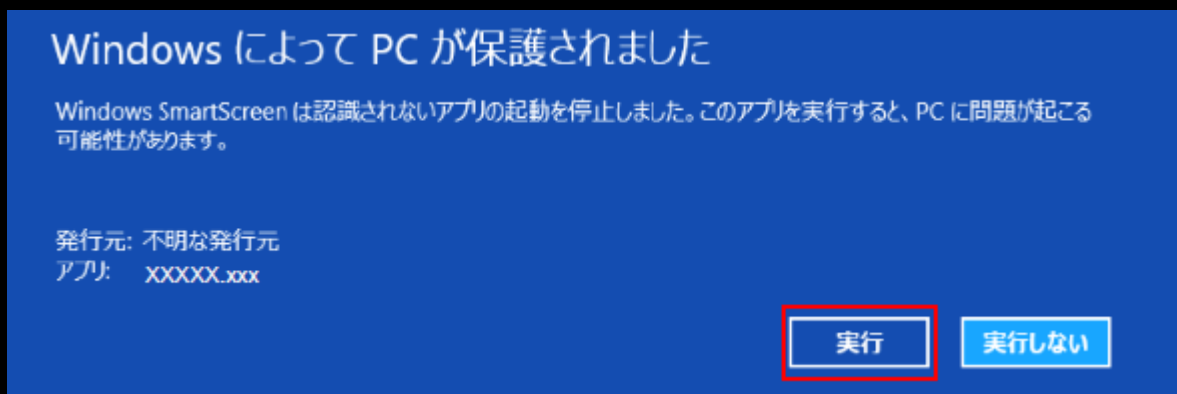 Windows によって PC が保護されました
Windows SmartScreen は認識されないアプリの起動を停止しました。このアプリを実行すると、PC に問題が起こる
可能性があります。
発行元: 不明な発行元
アプリ: XXXXX.xxx
実行 実行しない